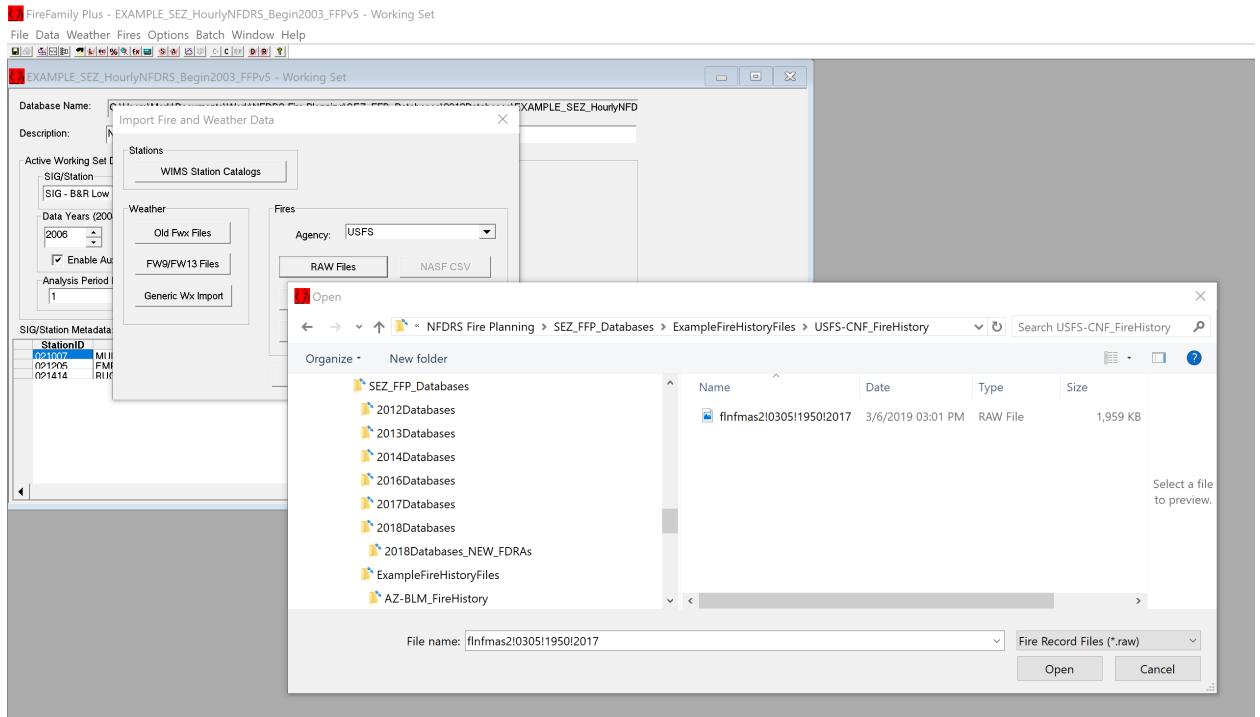 FireFamily Plus - EXAMPLE_SEZ_HourlyNFDRS_Begin2003_FFPv5 - Working Set
File Data Weather Fires Options Batch Window Help
EXAMPLE_SEZ_HourlyNFDRS_Begin2003_FFPv5 - Working Set
Database Name:
EXAMPLE_SEZ_HourlyNFD
Description:
Active Working Set
SIG/Station
SIG - B&R Low
Data Years (200
2006
Enable Au
Analysis Period
1
SIG/Station Metadata:
StationID
021007
021205
021414
Import Fire and Weather Data
Stations
WIMS Station Catalogs
Weather
Old Fwx Files
FW9/FW13 Files
Generic Wx Import
Fires
Agency: USFS
RAW Files NASF CSV
Open
« NFDRS Fire Planning > SEZ_FFP_Databases > ExampleFireHistoryFiles > USFS-CNF_FireHistory
Search USFS-CNF_FireHistory
Organize New folder
SEZ_FFP_Databases
2012Databases
2013Databases
2014Databases
2016Databases
2017Databases
2018Databases
2018Databases_NEW_FDRAs
ExampleFireHistoryFiles
AZ-BLM_FireHistory
Name Date Type Size
fInfmas2!0305!1950!2017 3/6/2019 03:01 PM RAW File 1,959 KB
Select a file
to preview.
File name: fInfmas2!0305!1950!2017
Fire Record Files (*.raw)
Open Cancel